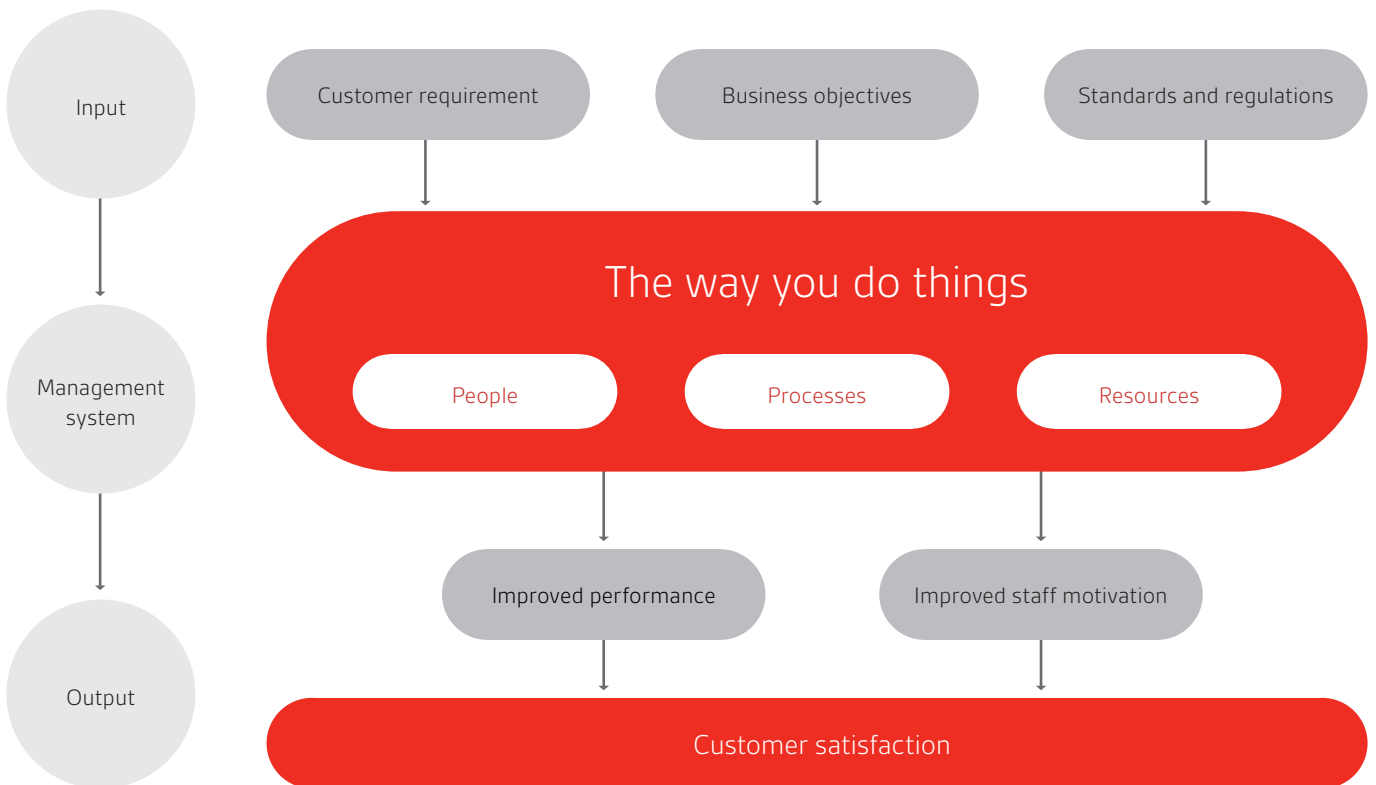 Input
Customer requirement
Business objectives
Standards and regulations
The way you do things
Management
system
People
Processes
Resources
Improved performance
Improved staff motivation
Output
Customer satisfaction